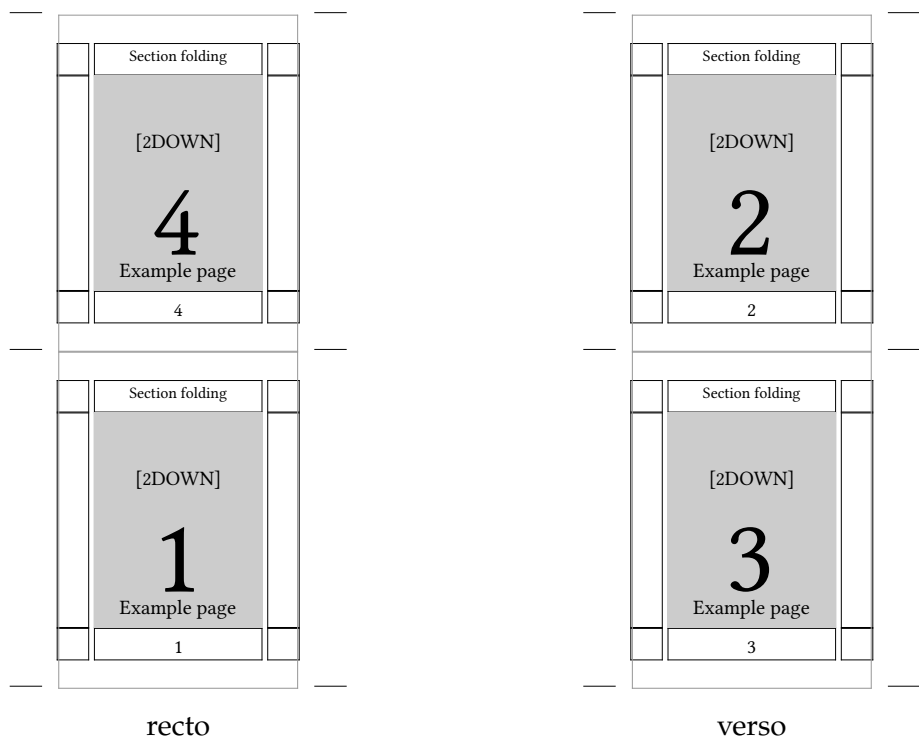 Section folding
[2DOWN]
4
Example page
4
Section folding
[2DOWN]
1
Example page
1
recto
Section folding
[2DOWN]
2
Example page
2
Section folding
[2DOWN]
3
Example page
3
verso